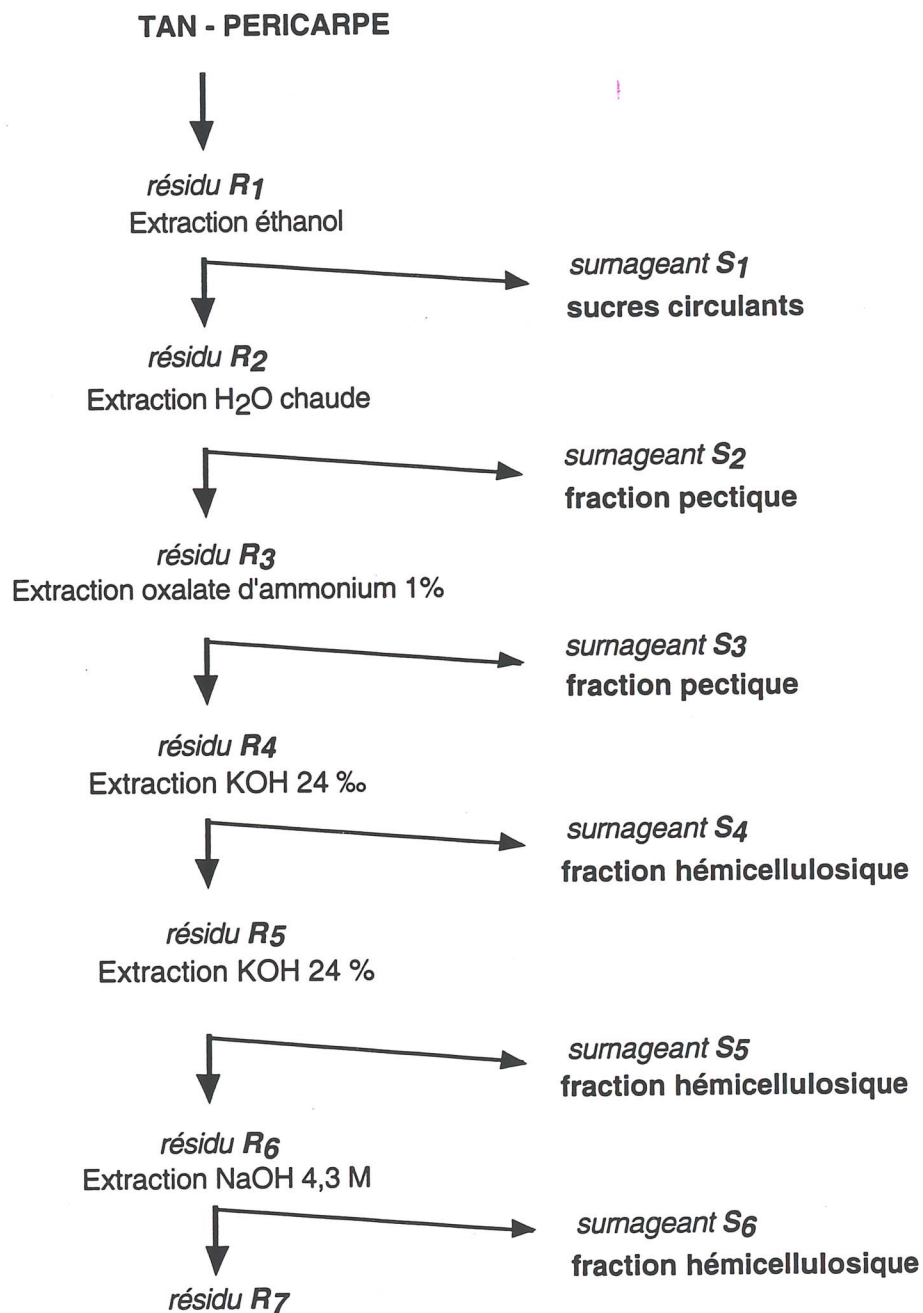 TAN - PERICARPE
résidu R1
Extraction éthanol
surnageant S1
sucres circulants
résidu R2
Extraction H2O chaude
surnageant S2
fraction pectique
résidu R3
Extraction oxalate d'ammonium 1%
surnageant S3
fraction pectique
résidu R4
Extraction KOH 24 ‰
surnageant S4
fraction hémicellulosique
résidu R5
Extraction KOH 24 %
surnageant S5
fraction hémicellulosique
résidu R6
Extraction NaOH 4,3 M
surnageant S6
fraction hémicellulosique
résidu R7